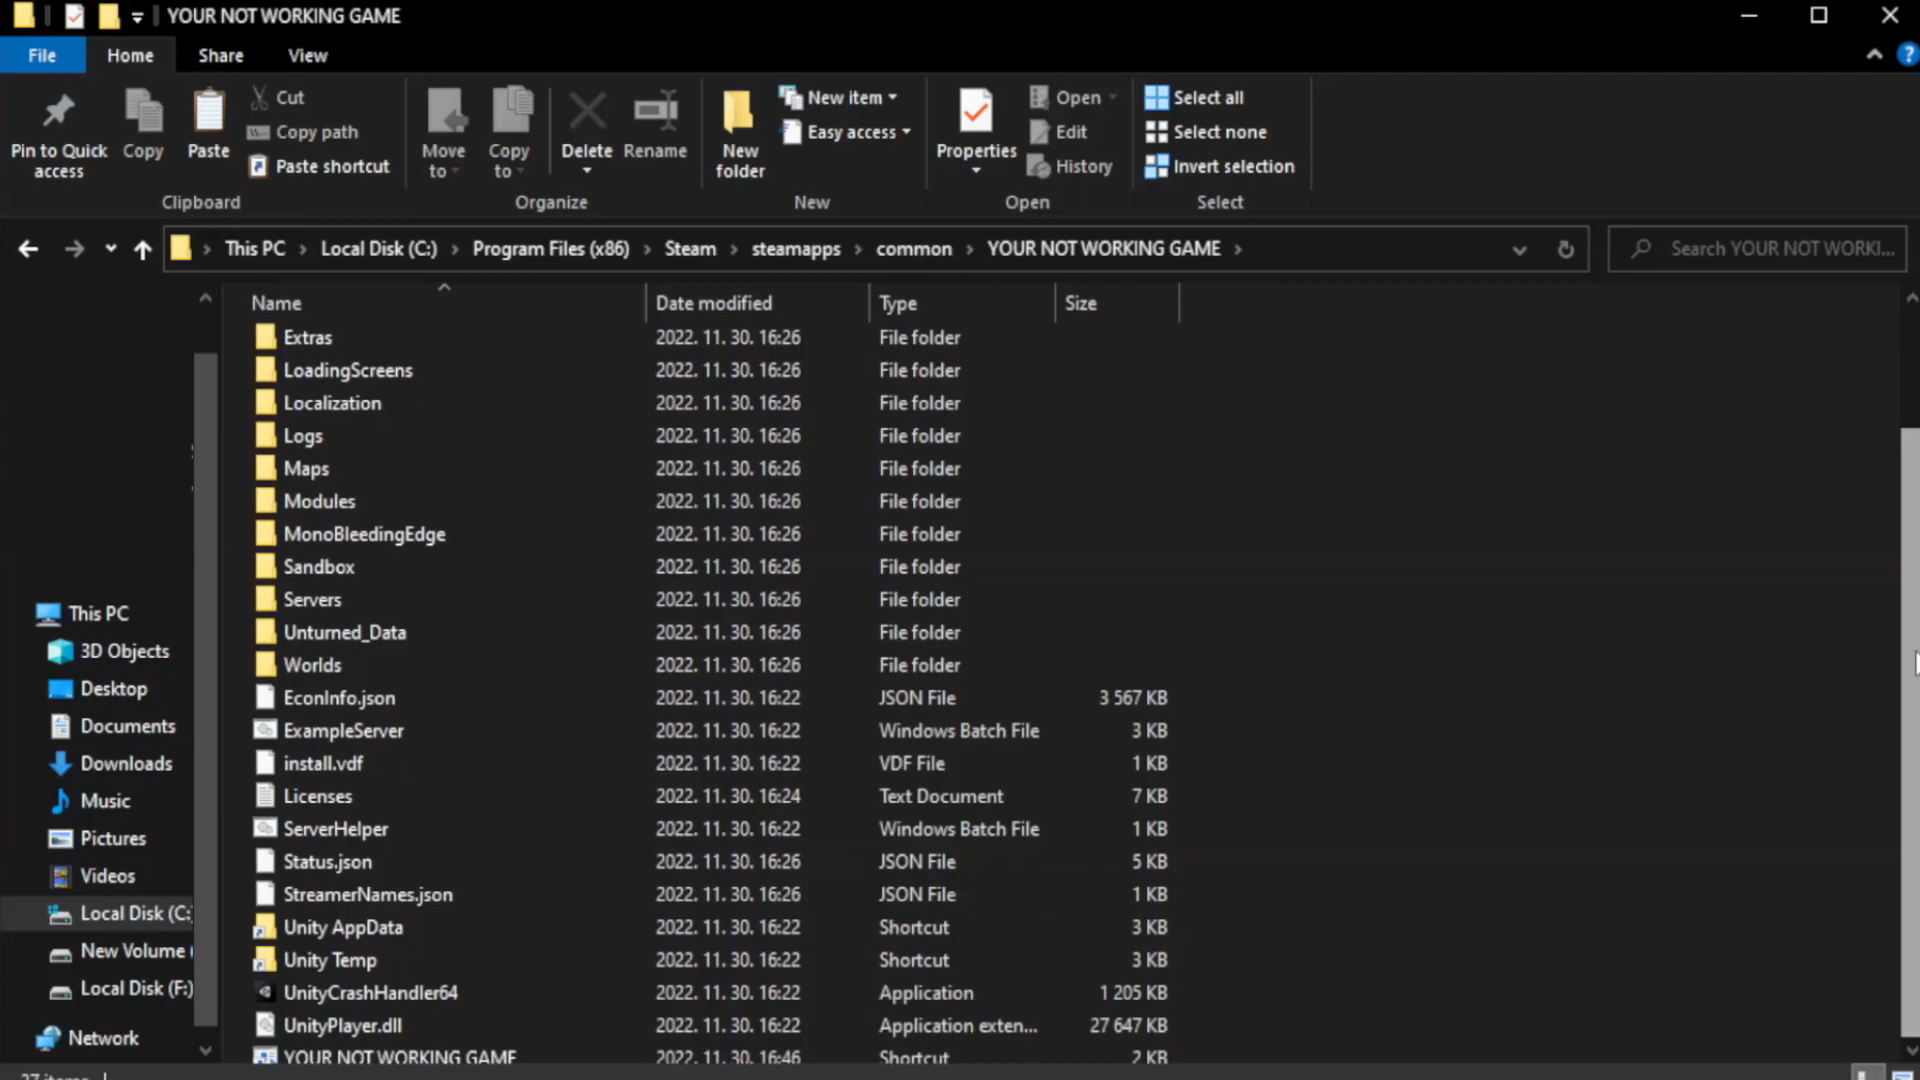 YOUR NOT WORKING GAME
File Home Share View
Pin to Quick access
Copy
Paste
Cut
Copy path
Paste shortcut
Clipboard
Move to
Copy to
Delete
Rename
Organize
New folder
New item
Easy access
New
Properties
Open
Edit
History
Open
Select all
Select none
Invert selection
Select
This PC › Local Disk (C:) › Program Files (x86) › Steam › steamapps › common › YOUR NOT WORKING GAME ›
Search YOUR NOT WORKI...
This PC
3D Objects
Desktop
Documents
Downloads
Music
Pictures
Videos
Local Disk (C:)
New Volume (
Local Disk (F:)
Network
Name Date modified Type Size
Extras 2022. 11. 30. 16:26 File folder
LoadingScreens 2022. 11. 30. 16:26 File folder
Localization 2022. 11. 30. 16:26 File folder
Logs 2022. 11. 30. 16:26 File folder
Maps 2022. 11. 30. 16:26 File folder
Modules 2022. 11. 30. 16:26 File folder
MonoBleedingEdge 2022. 11. 30. 16:26 File folder
Sandbox 2022. 11. 30. 16:26 File folder
Servers 2022. 11. 30. 16:26 File folder
Unturned_Data 2022. 11. 30. 16:26 File folder
Worlds 2022. 11. 30. 16:26 File folder
EconInfo.json 2022. 11. 30. 16:22 JSON File 3 567 KB
ExampleServer 2022. 11. 30. 16:22 Windows Batch File 3 KB
install.vdf 2022. 11. 30. 16:22 VDF File 1 KB
Licenses 2022. 11. 30. 16:24 Text Document 7 KB
ServerHelper 2022. 11. 30. 16:22 Windows Batch File 1 KB
Status.json 2022. 11. 30. 16:26 JSON File 5 KB
StreamerNames.json 2022. 11. 30. 16:22 JSON File 1 KB
Unity AppData 2022. 11. 30. 16:22 Shortcut 3 KB
Unity Temp 2022. 11. 30. 16:22 Shortcut 3 KB
UnityCrashHandler64 2022. 11. 30. 16:22 Application 1 205 KB
UnityPlayer.dll 2022. 11. 30. 16:22 Application exten... 27 647 KB
YOUR NOT WORKING GAME 2022. 11. 30. 16:46 Shortcut 2 KB
27 items